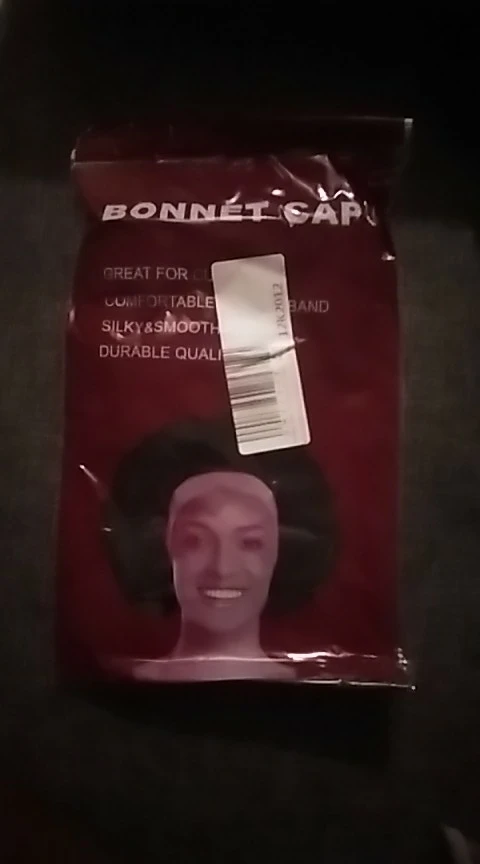 BONNET CAP
GREAT FOR
COMFORTABLE BAND
SILKY&SMOOTH
DURABLE QUALI